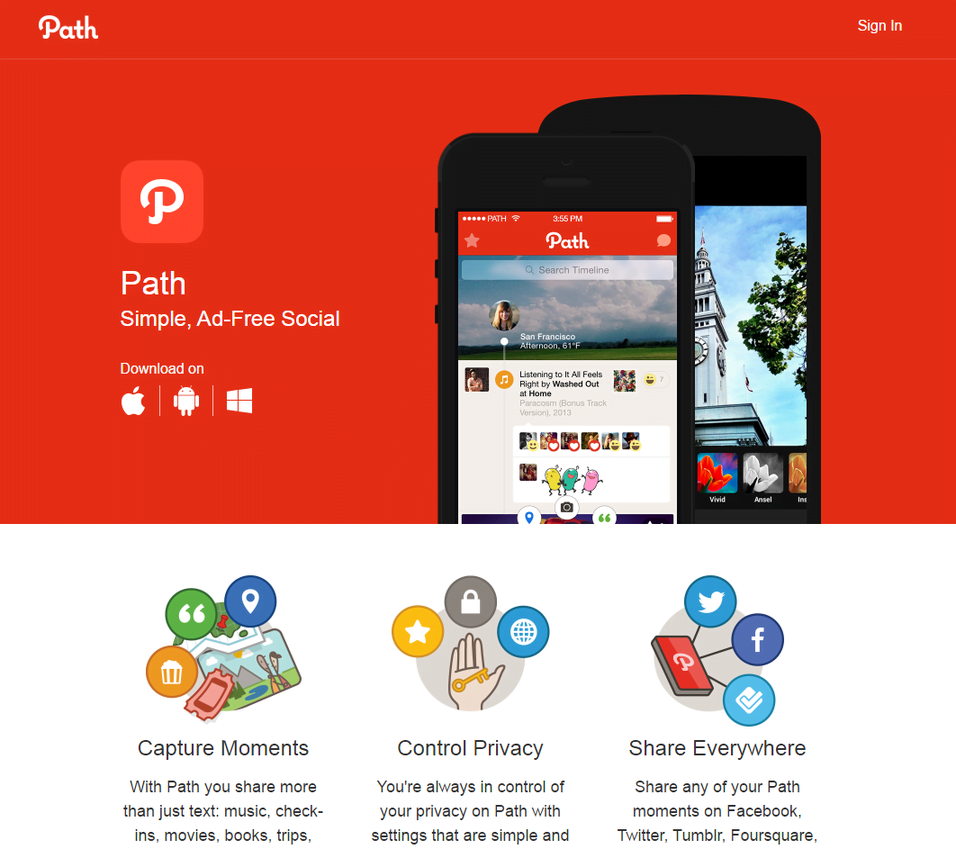 Path
Sign In
Path
Simple, Ad-Free Social
Download on
PATH
3:55 PM
Path
Search Timeline
San Francisco
Afternoon, 61°F
Listening to It All Feels
Right by Washed Out
at Home
Paracosm (Bonus Track
Version), 2013
7
Vivid
Ansel
Ins
Capture Moments
With Path you share more
than just text: music, check-
ins, movies, books, trips,
Control Privacy
You're always in control of
your privacy on Path with
settings that are simple and
Share Everywhere
Share any of your Path
moments on Facebook,
Twitter, Tumblr, Foursquare,